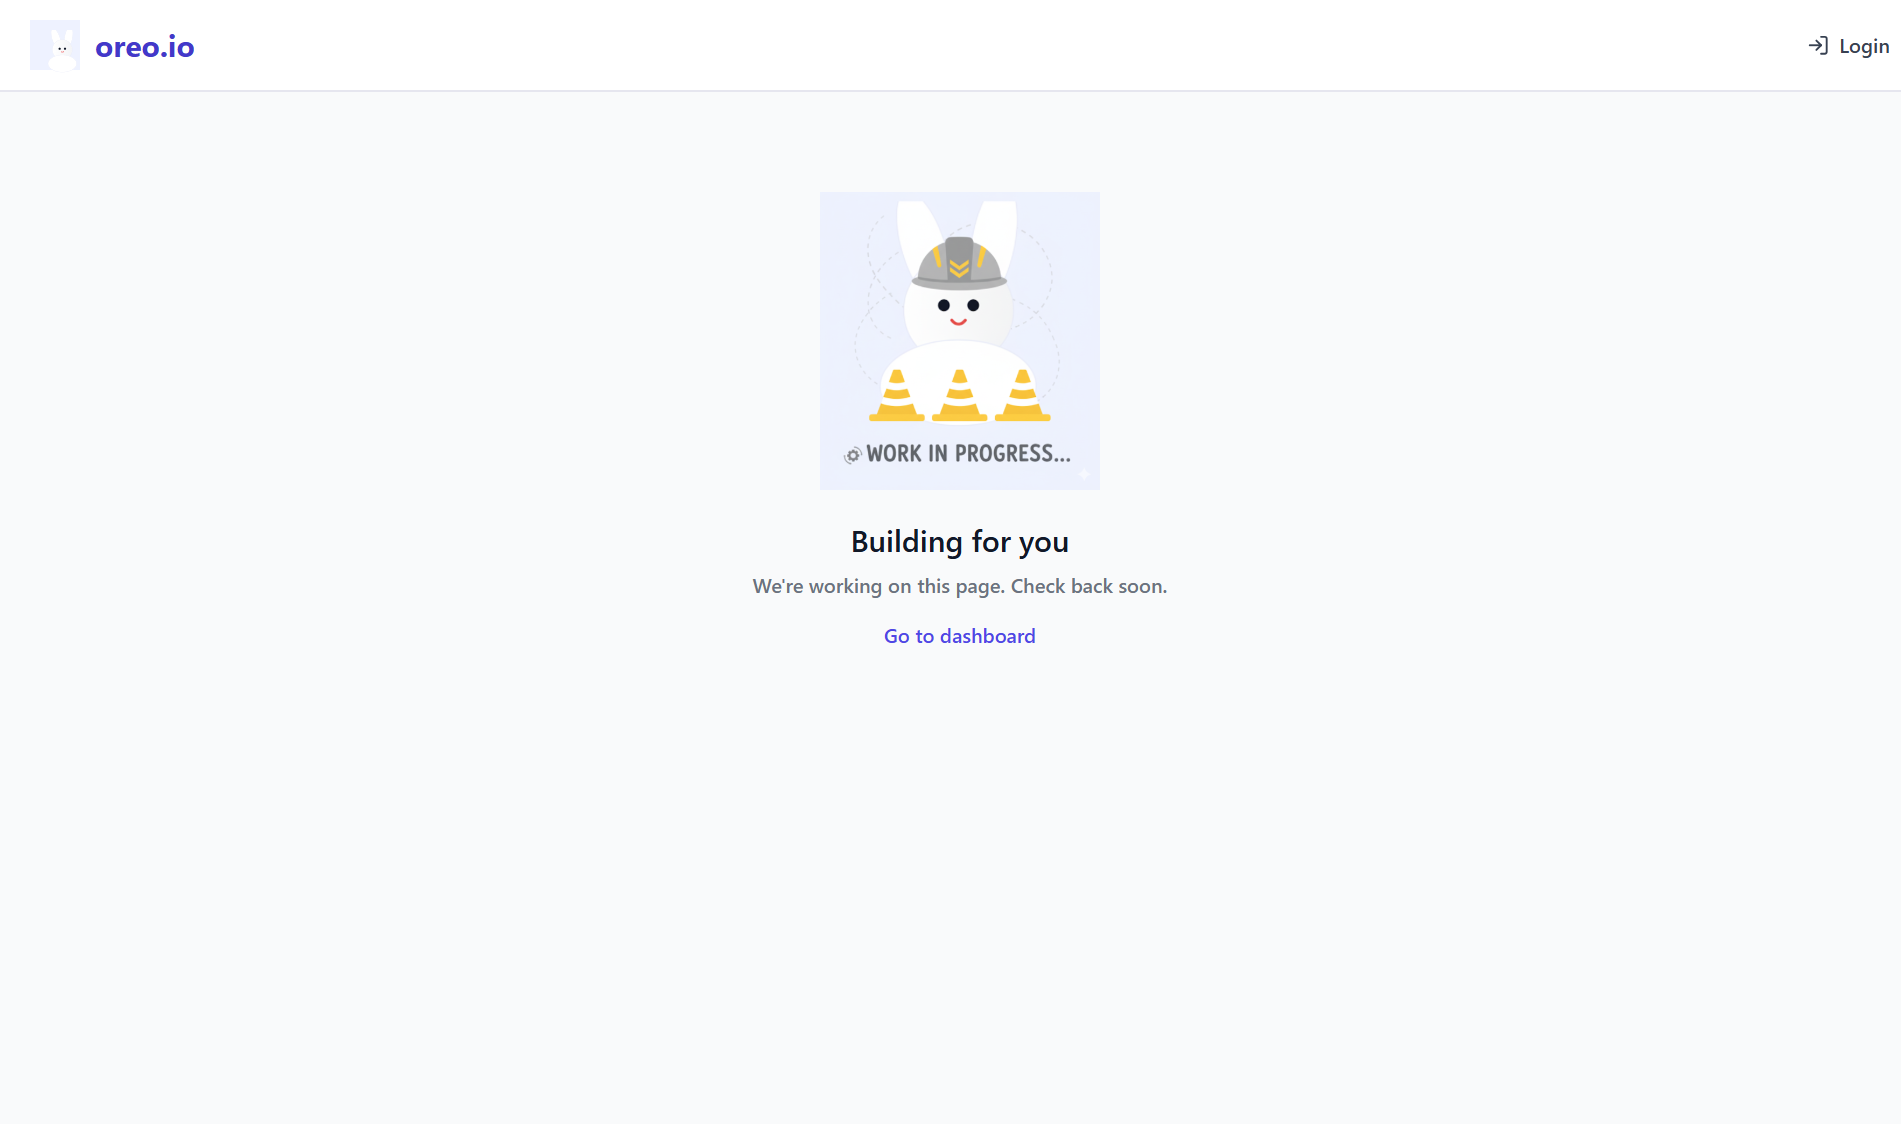 oreo.io
Login
WORK IN PROGRESS...
Building for you
We're working on this page. Check back soon.
Go to dashboard